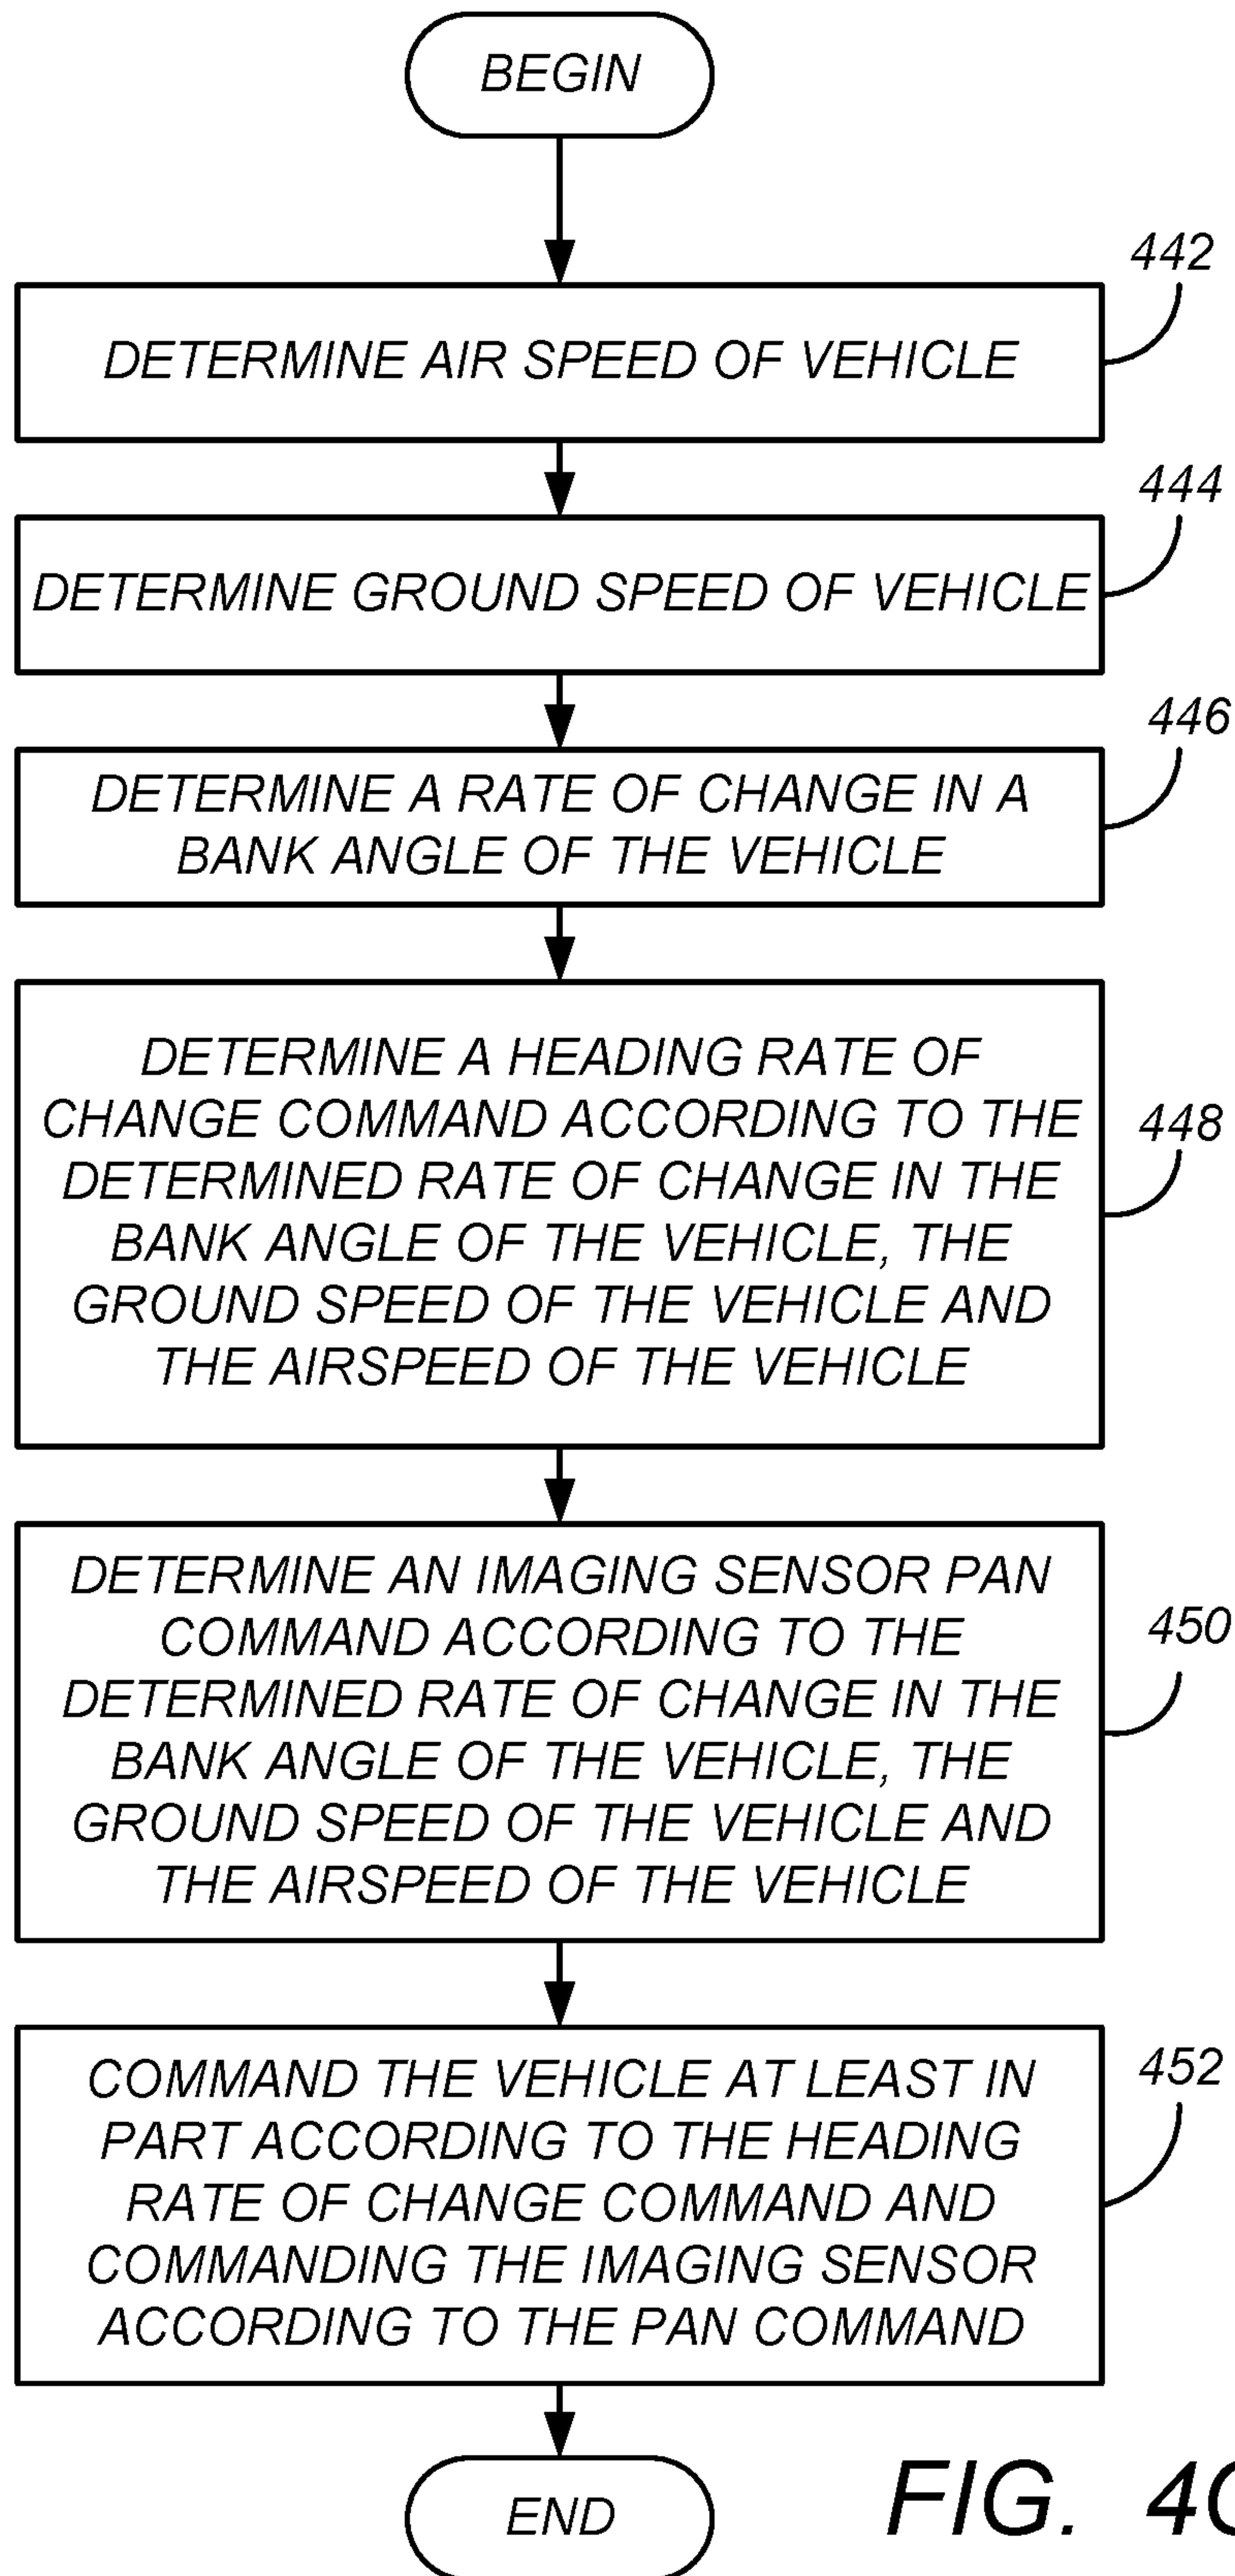 BEGIN
442
DETERMINE AIR SPEED OF VEHICLE
444
DETERMINE GROUND SPEED OF VEHICLE
446
DETERMINE A RATE OF CHANGE IN A
BANK ANGLE OF THE VEHICLE
DETERMINE A HEADING RATE OF
CHANGE COMMAND ACCORDING TO THE
DETERMINED RATE OF CHANGE IN THE
BANK ANGLE OF THE VEHICLE, THE
GROUND SPEED OF THE VEHICLE AND
THE AIRSPEED OF THE VEHICLE
448
DETERMINE AN IMAGING SENSOR PAN
COMMAND ACCORDING TO THE
DETERMINED RATE OF CHANGE IN THE
BANK ANGLE OF THE VEHICLE, THE
GROUND SPEED OF THE VEHICLE AND
THE AIRSPEED OF THE VEHICLE
450
COMMAND THE VEHICLE AT LEAST IN
PART ACCORDING TO THE HEADING
RATE OF CHANGE COMMAND AND
COMMANDING THE IMAGING SENSOR
ACCORDING TO THE PAN COMMAND
452
END
FIG.